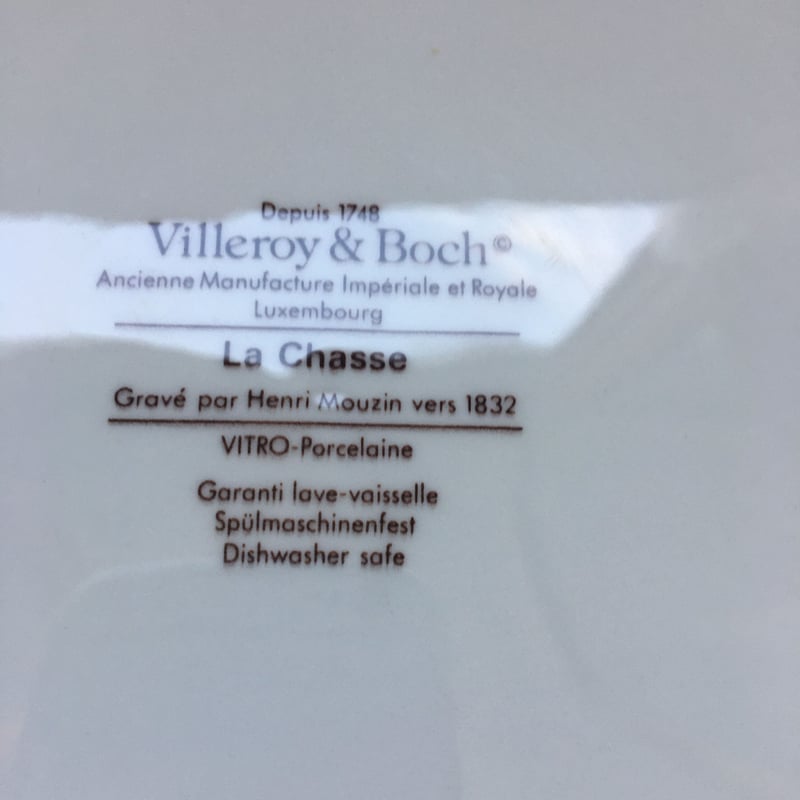 Depuis 1748
Villeroy & Boch©
Ancienne Manufacture Impériale et Royale
Luxembourg
La Chasse
Gravé par Henri Mouzin vers 1832
VITRO-Porcelaine
Garanti lave-vaisselle
Spülmaschinenfest
Dishwasher safe